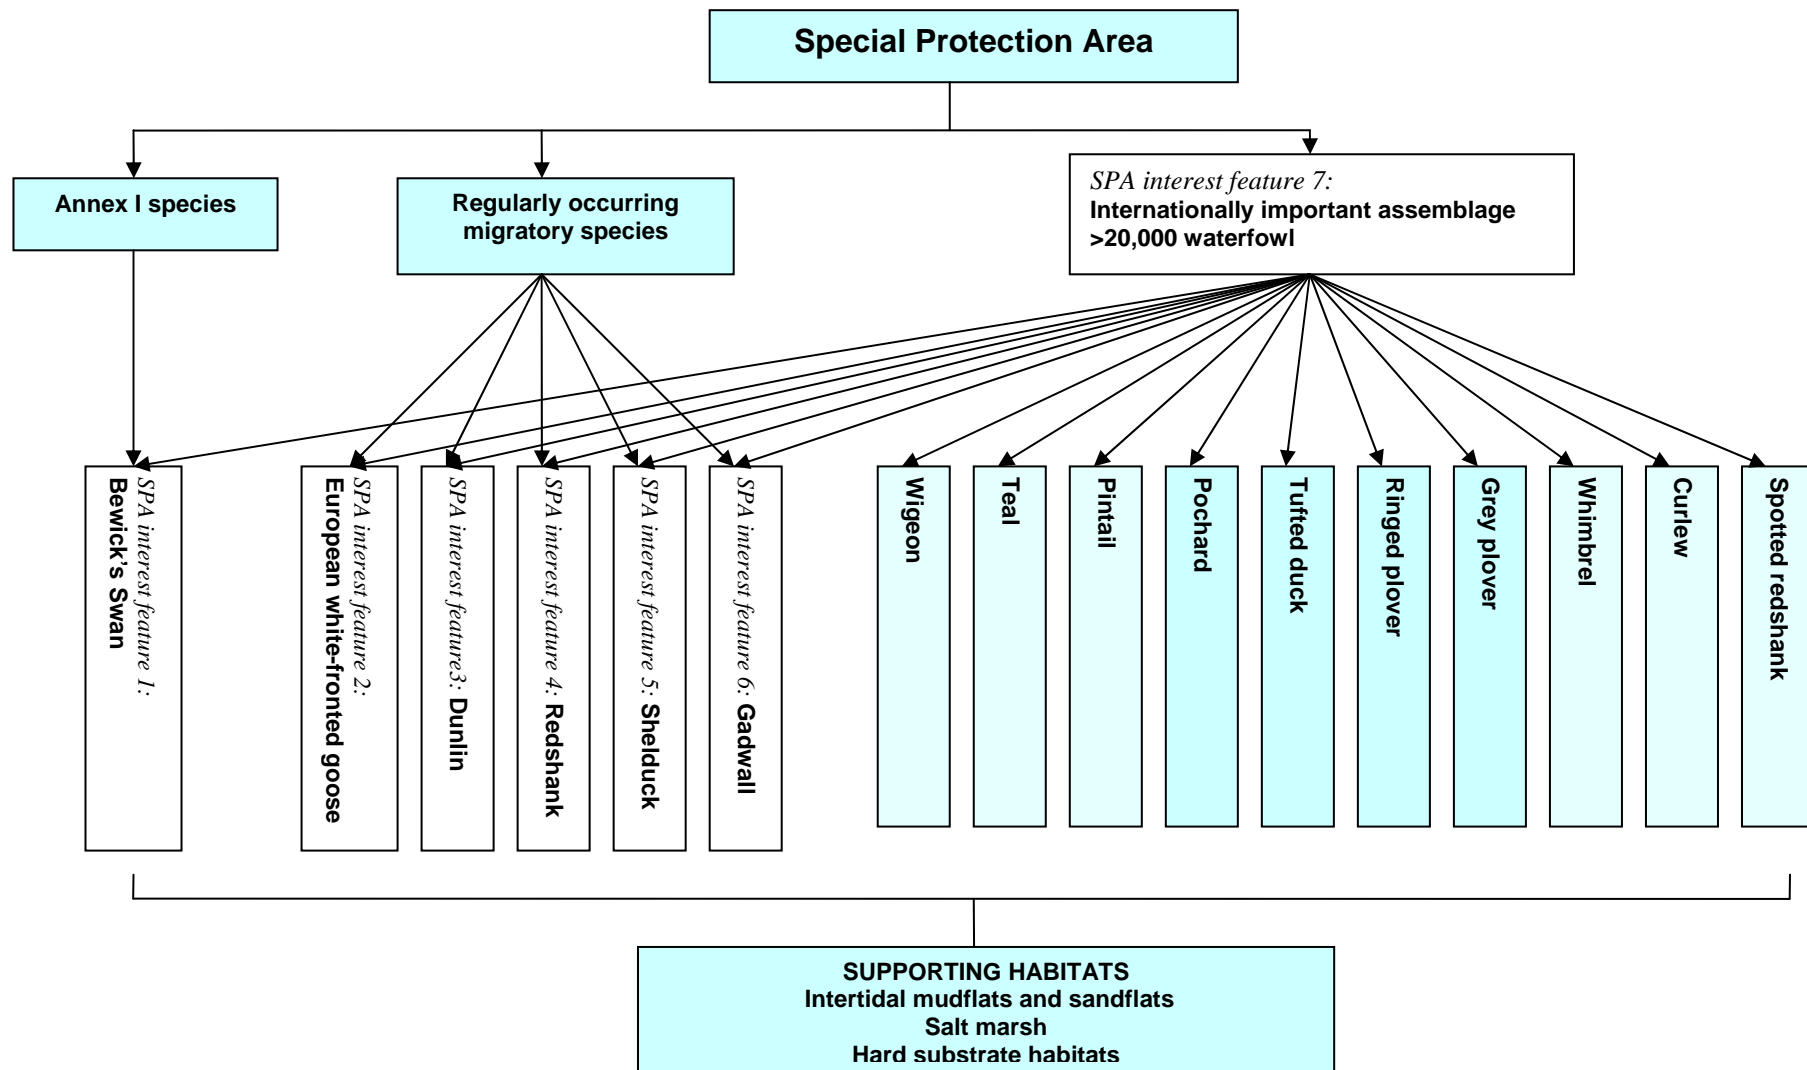 Special Protection Area
Annex I species
Regularly occurring
migratory species
SPA interest feature 7:
Internationally important assemblage
>20,000 waterfowl
SPA interest feature 1:
Bewick's Swan
SPA interest feature 2:
European white-fronted goose
SPA interest feature3: Dunlin
SPA interest feature 4: Redshank
SPA interest feature 5: Shelduck
SPA interest feature 6: Gadwall
Wigeon
Teal
Pintail
Pochard
Tufted duck
Ringed plover
Grey plover
Whimbrel
Curlew
Spotted redshank
SUPPORTING HABITATS
Intertidal mudflats and sandflats
Salt marsh
Hard substrate habitats